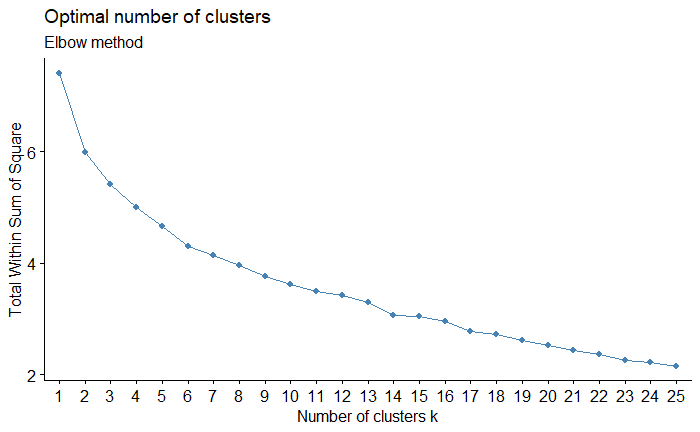 Optimal number of clusters
Elbow method
Total Within Sum of Square
6
4
2
1 2 3 4 5 6 7 8 9 10 11 12 13 14 15 16 17 18 19 20 21 22 23 24 25
Number of clusters k